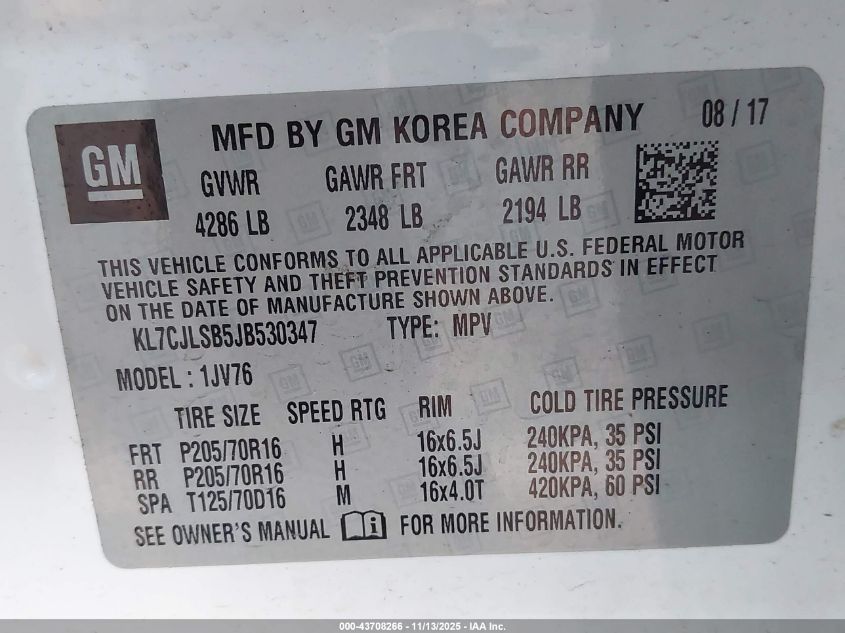 GM
MFD BY GM KOREA COMPANY 08 / 17
GVWR GAWR FRT GAWR RR
4286 LB 2348 LB 2194 LB
THIS VEHICLE CONFORMS TO ALL APPLICABLE U.S. FEDERAL MOTOR
VEHICLE SAFETY AND THEFT PREVENTION STANDARDS IN EFFECT
ON THE DATE OF MANUFACTURE SHOWN ABOVE.
KL7CJLSB5JB530347 TYPE: MPV
MODEL : 1JV76
TIRE SIZE SPEED RTG RIM COLD TIRE PRESSURE
FRT P205/70R16 H 16x6.5J 240KPA, 35 PSI
RR P205/70R16 H 16x6.5J 240KPA, 35 PSI
SPA T125/70D16 M 16x4.0T 420KPA, 60 PSI
SEE OWNER'S MANUAL i FOR MORE INFORMATION.
000-43708266 - 11/13/2025 - IAA Inc.